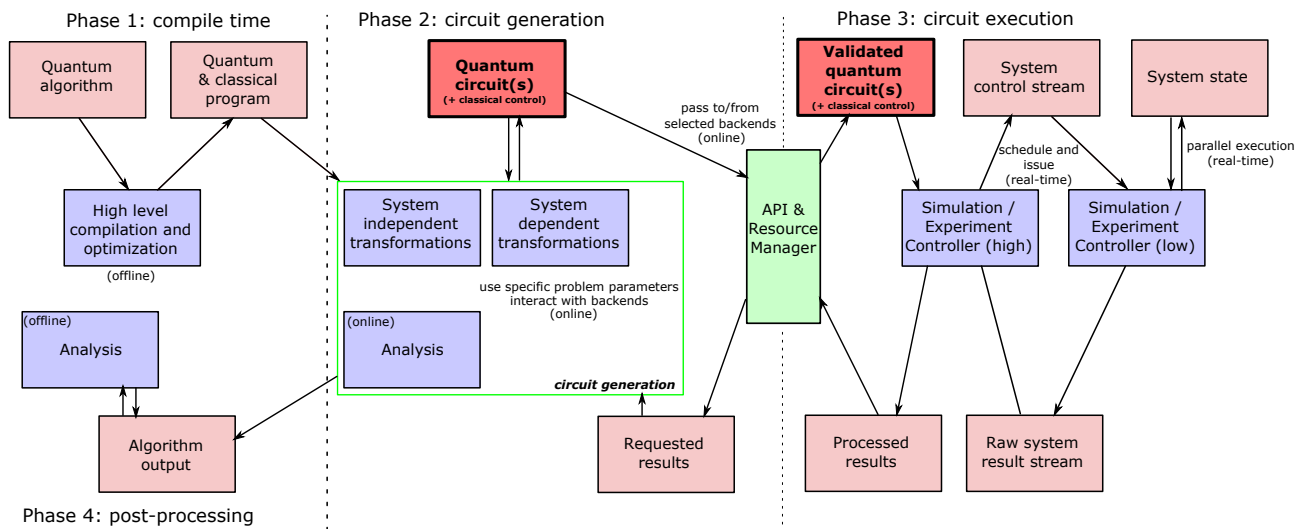 Phase 1: compile time
Phase 2: circuit generation
Phase 3: circuit execution
Quantum
algorithm
Quantum
& classical
program
Quantum
circuit(s)
(+ classical control)
Validated
quantum
circuit(s)
(+ classical control)
System
control stream
System state
pass to/from
selected backends
(online)
schedule and
issue
(real-time)
parallel execution
(real-time)
High level
compilation and
optimization
(offline)
System
independent
transformations
System
dependent
transformations
API &
Resource
Manager
Simulation /
Experiment
Controller (high)
Simulation /
Experiment
Controller (low)
use specific problem parameters
interact with backends
(online)
(offline)
Analysis
(online)
Analysis
circuit generation
Algorithm
output
Requested
results
Processed
results
Raw system
result stream
Phase 4: post-processing